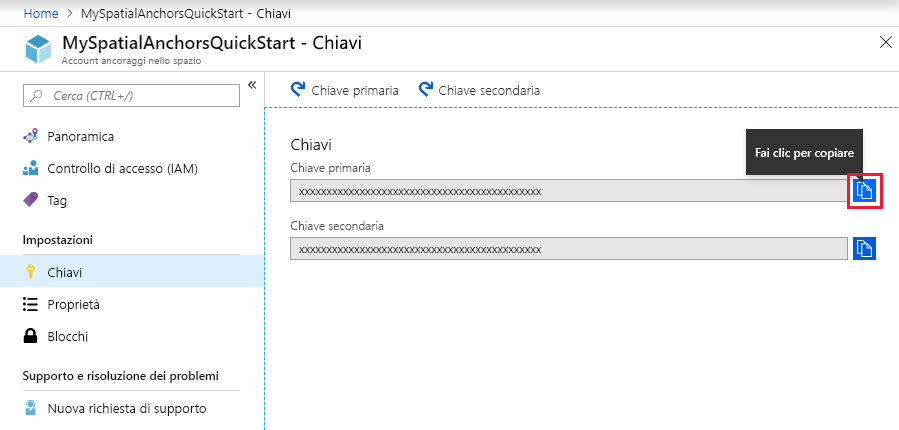 Home > MySpatialAnchorsQuickStart - Chiavi
MySpatialAnchorsQuickStart - Chiavi
Account ancoraggi nello spazio
Cerca (CTRL+/)
Panoramica
Controllo di accesso (IAM)
Tag
Impostazioni
Chiavi
Proprietà
Blocchi
Supporto e risoluzione dei problemi
Nuova richiesta di supporto
Chiave primaria
Chiave secondaria
Chiavi
Fai clic per copiare
Chiave primaria
xxxxxxxxxxxxxxxxxxxxxxxxxxxxxxxxxxxxxxxxxxxx
Chiave secondaria
xxxxxxxxxxxxxxxxxxxxxxxxxxxxxxxxxxxxxxxxxxxx